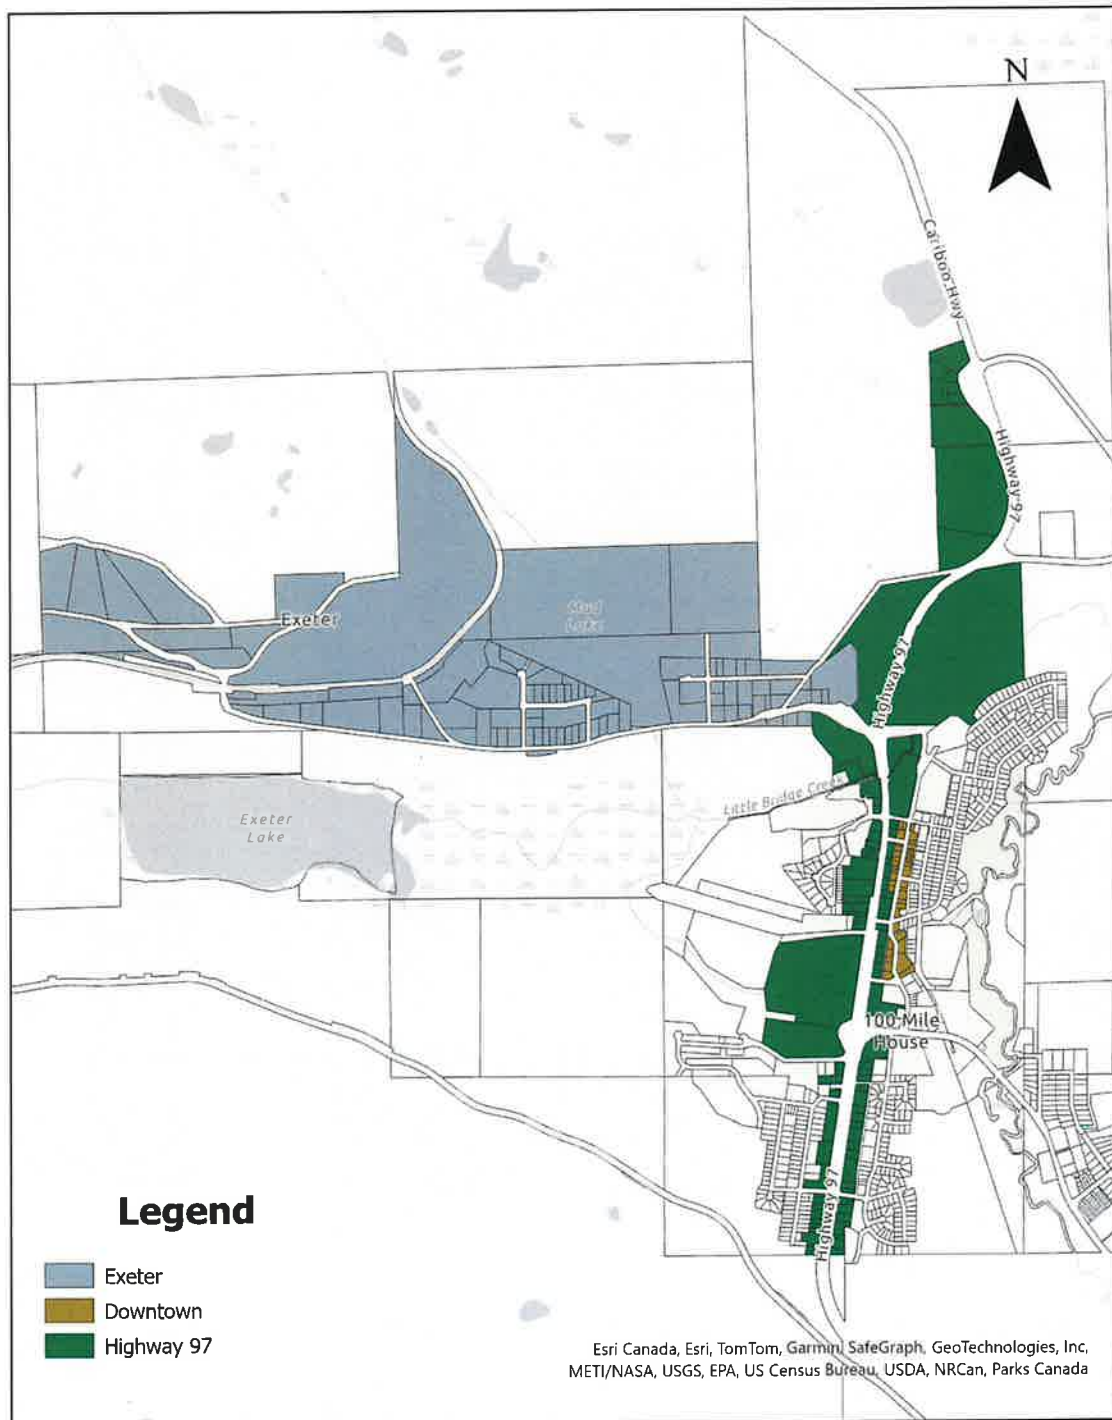 N
Cariboo Hwy
Highway 97
Exeter
Mud
Lake
Highway 97
Little Bridge Creek
Exeter
Lake
100 Mile
House
Highway 97
Legend
Exeter
Downtown
Highway 97
Esri Canada, Esri, TomTom, Garmin, SafeGraph, GeoTechnologies, Inc,
METI/NASA, USGS, EPA, US Census Bureau, USDA, NRCan, Parks Canada